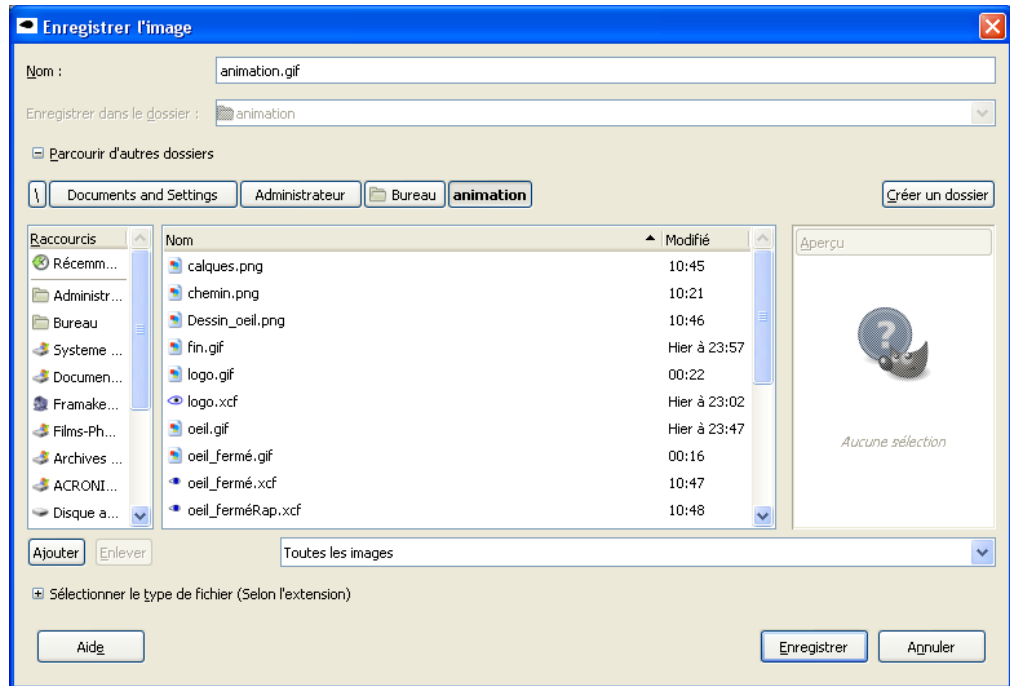 Enregistrer l'image
Nom : animation.gif
Enregistrer dans le dossier : animation
Parcourir d'autres dossiers
\ Documents and Settings Administrateur Bureau animation Créer un dossier
Raccourcis Nom Modifié Aperçu
Récemm... calques.png 10:45
Administr... chemin.png 10:21
Bureau Dessin_oeil.png 10:46
Systeme ... fin.gif Hier à 23:57
Documen... logo.gif 00:22
Framake... logo.xcf Hier à 23:02
Films-Ph... oeil.gif Hier à 23:47
Aucune sélection
Archives ... oeil_fermé.gif 00:16
ACRONI... oeil_fermé.xcf 10:47
Disque a... oeil_ferméRap.xcf 10:48
Ajouter Enlever Toutes les images
Sélectionner le type de fichier (Selon l'extension)
Aide Enregistrer Annuler